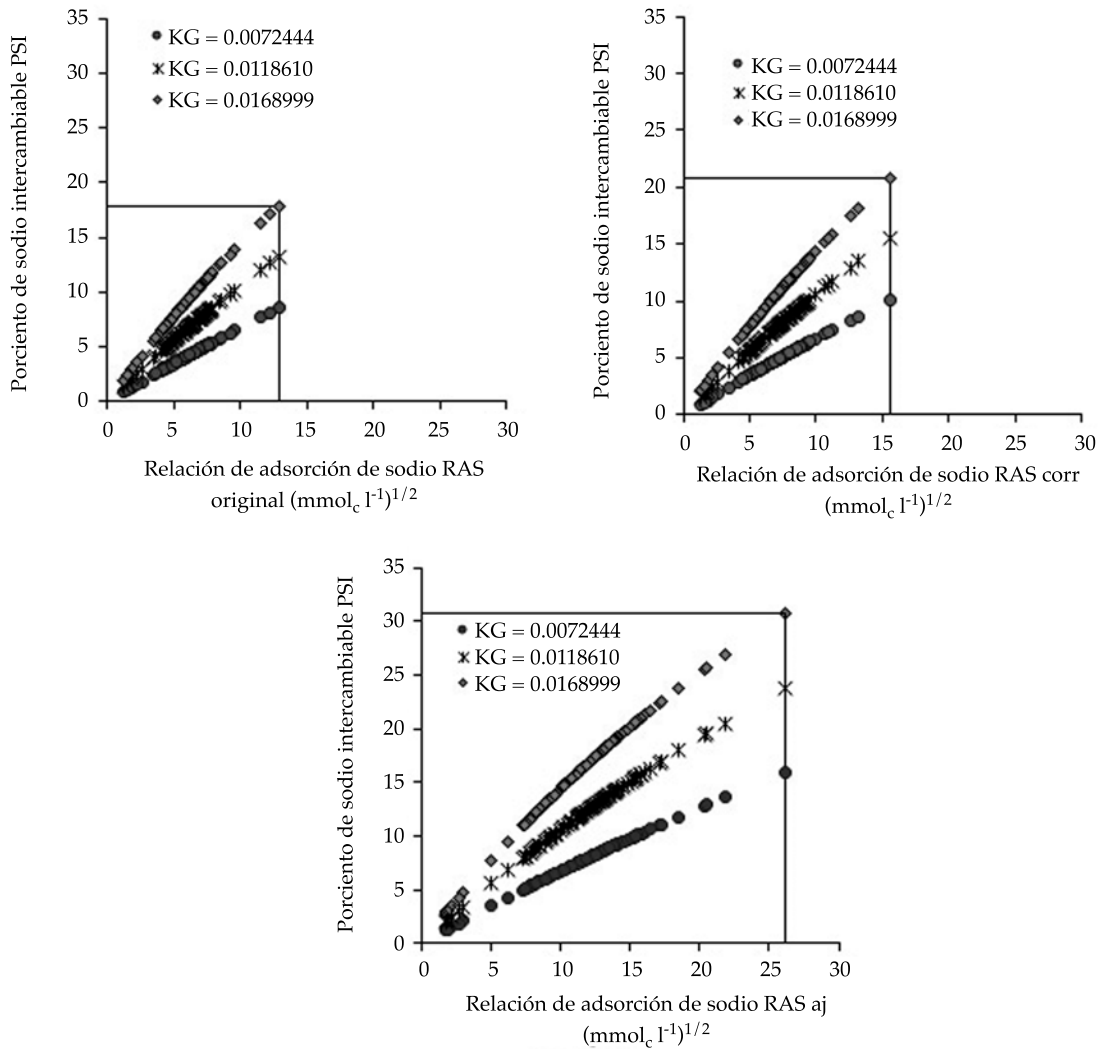 Porciento de sodio intercambiable PSI
35
30
25
20
15
10
5
0
KG = 0.0072444
KG = 0.0118610
KG = 0.0168999
0 5 10 15 20 25 30
Relación de adsorción de sodio RAS
original (mmolc l-1)1/2
Porciento de sodio intercambiable PSI
35
30
25
20
15
10
5
0
KG = 0.0072444
KG = 0.0118610
KG = 0.0168999
0 5 10 15 20 25 30
Relación de adsorción de sodio RAS corr
(mmolc l-1)1/2
Porciento de sodio intercambiable PSI
35
30
25
20
15
10
5
0
KG = 0.0072444
KG = 0.0118610
KG = 0.0168999
0 5 10 15 20 25 30
Relación de adsorción de sodio RAS aj
(mmolc l-1)1/2